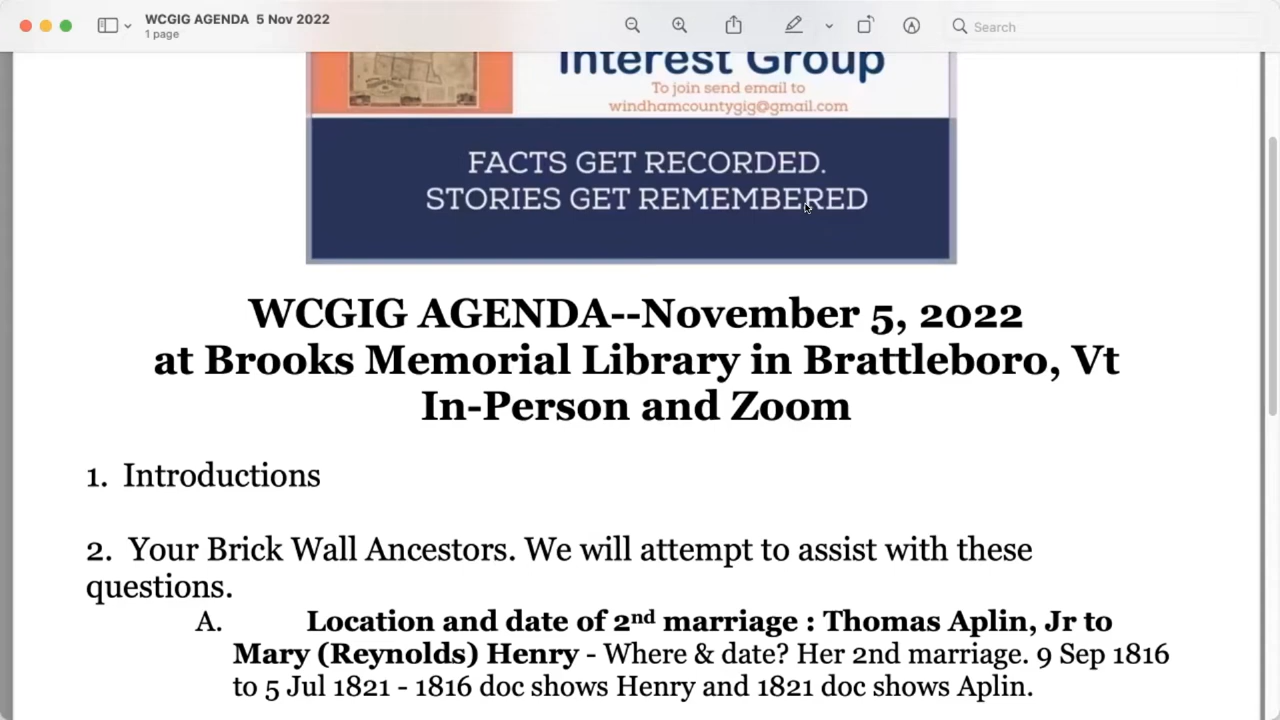 WCGIG AGENDA  5 Nov 2022
1 page
Search
Interest Group
To join send email to
windhamcountygig@gmail.com
FACTS GET RECORDED.
STORIES GET REMEMBERED
WCGIG AGENDA--November 5, 2022
at Brooks Memorial Library in Brattleboro, Vt
In-Person and Zoom
1.  Introductions
2.  Your Brick Wall Ancestors. We will attempt to assist with these
questions.
A. Location and date of 2nd marriage : Thomas Aplin, Jr to
Mary (Reynolds) Henry - Where & date? Her 2nd marriage. 9 Sep 1816
to 5 Jul 1821 - 1816 doc shows Henry and 1821 doc shows Aplin.